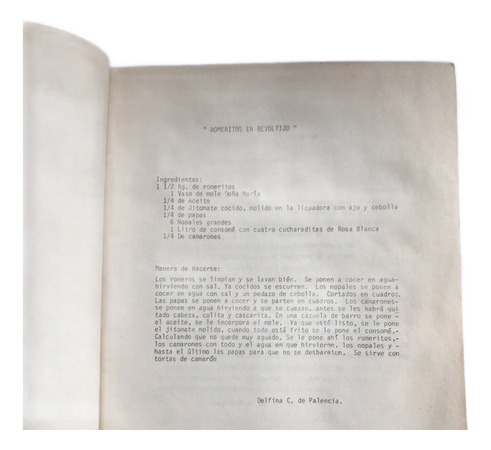 " ROMERITOS EN REVOLTIJO "
Ingredientes:
1 1/2 Kg. de romeritos
1 Vaso de mole Doña María
1/4 de Aceite
1/4 de Jitomate cocido, molido en la licuadora con ajo y cebolla
1/4 de papas
6 Nopales grandes
1 Litro de consomé con cuatro cucharaditas de Rosa Blanca
1/4 De camarones
Manera de Hacerse:
Los romeros se limpian y se lavan bién. Se ponen a cocer en agua-
hirviendo con sal. Ya cocidos se escurren. Los nopales se ponen a
cocer en agua con sal y un pedazo de cebolla. Cortados en cuadros.
Las papas se ponen a cocer y se parten en cuadros. Los camarones-
se ponen en agua hirviendo a que se cuezan, antes se les habrá qui
tado cabeza, colita y cascarita. En una cazuela de barro se pone -
el aceite, se le incorpora el mole. Ya que esté listo, se le pone
el jitomate molido, cuando todo esté frito se le pone el consomé,-
Calculando que no quede muy aguado, Se le pone ahí los romeritos,-
los camarones con todo y el agua en que hirvieron, los nopales y -
hasta el último las papas para que no se desbaraten. Se sirve con
tortas de camarón
Delfina C. de Palencia.